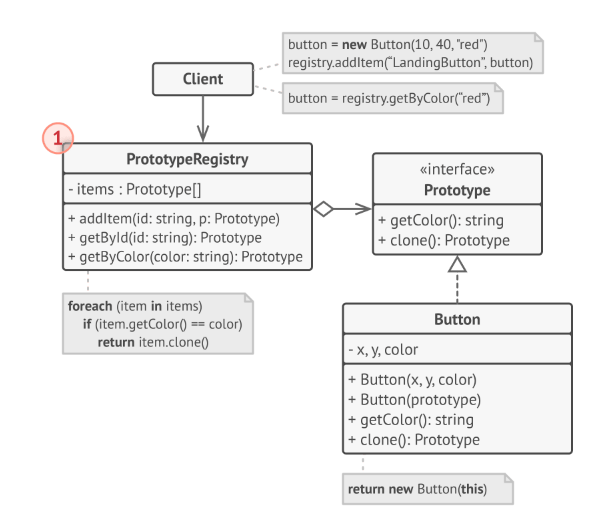 button = new Button(10, 40, "red")
registry.addItem("LandingButton", button)
Client
button = registry.getByColor("red")
1
PrototypeRegistry
- items : Prototype[]
+ addItem(id: string, p: Prototype)
+ getById(id: string): Prototype
+ getByColor(color: string): Prototype
«interface»
Prototype
+ getColor(): string
+ clone(): Prototype
foreach (item in items)
if (item.getColor() == color)
return item.clone()
Button
- x, y, color
+ Button(x, y, color)
+ Button(prototype)
+ getColor(): string
+ clone(): Prototype
return new Button(this)